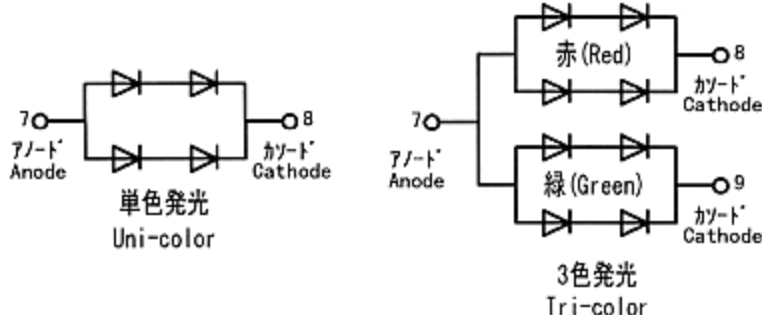 7
ｱﾉｰﾄﾞ
Anode
8
ｶｿｰﾄﾞ
Cathode
単色発光
Uni-color
7
ｱﾉｰﾄﾞ
Anode
赤(Red)
8
ｶｿｰﾄﾞ
Cathode
緑(Green)
9
ｶｿｰﾄﾞ
Cathode
3色発光
Tri-color